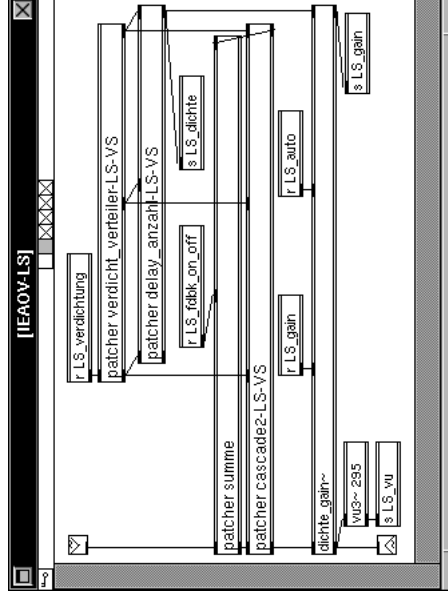 [IEAOV-LS]
r LS_verdichtung
patcher verdicht_verteiler-LS-VS
patcher delay_anzahl-LS-VS
s LS_dichte
r LS_fdbk_on_off
patcher summe
patcher cascade2-LS-VS
r LS_gain
r LS_auto
dichte_gain~
vu3~ 295
s LS_vu
s LS_gain